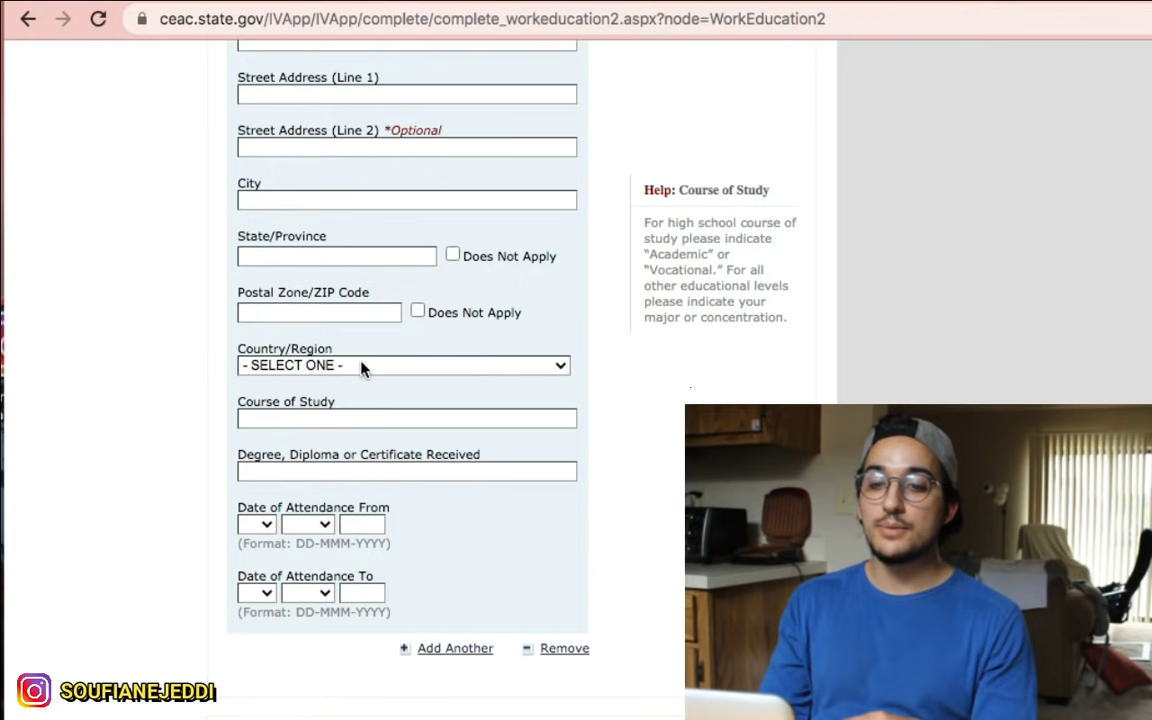 ceac.state.gov/IVApp/IVApp/complete/complete_workeducation2.aspx?node=WorkEducation2
Street Address (Line 1)
Street Address (Line 2) *Optional
City
State/Province
Does Not Apply
Postal Zone/ZIP Code
Does Not Apply
Country/Region
- SELECT ONE -
Course of Study
Degree, Diploma or Certificate Received
Date of Attendance From
(Format: DD-MMM-YYYY)
Date of Attendance To
(Format: DD-MMM-YYYY)
Add Another
Remove
Help: Course of Study
For high school course of
study please indicate
“Academic” or
“Vocational.” For all
other educational levels
please indicate your
major or concentration.
SOUFIANEJEDDI